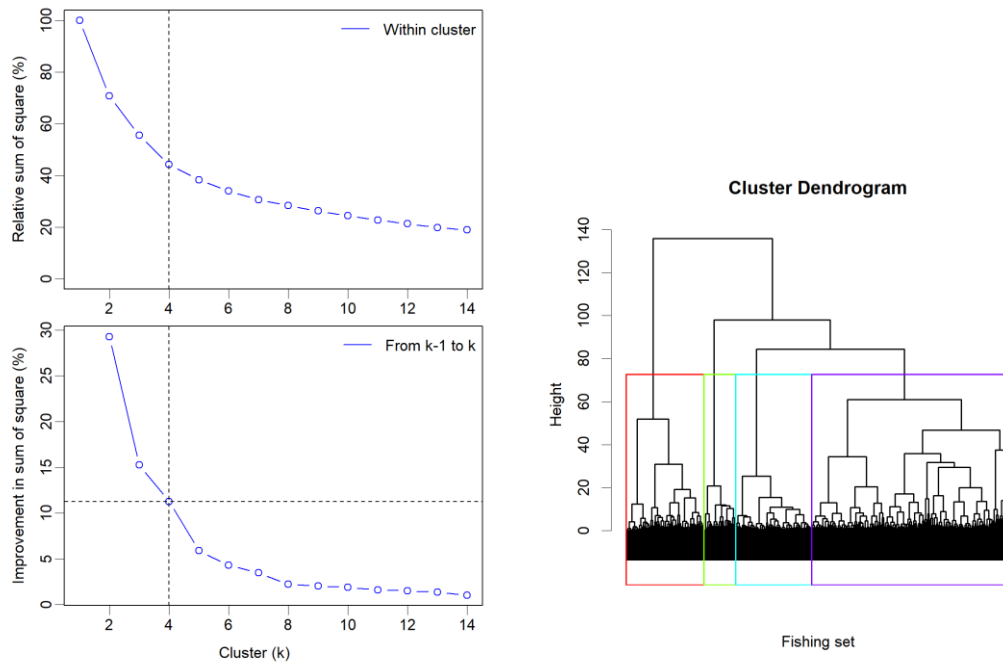 Relative sum of square (%)
100
80
60
40
20
0
Within cluster
2 4 6 8 10 12 14
Improvement in sum of square (%)
30
25
20
15
10
5
0
From k-1 to k
2 4 6 8 10 12 14
Cluster (k)
Cluster Dendrogram
Height
140
120
100
80
60
40
20
0
Fishing set